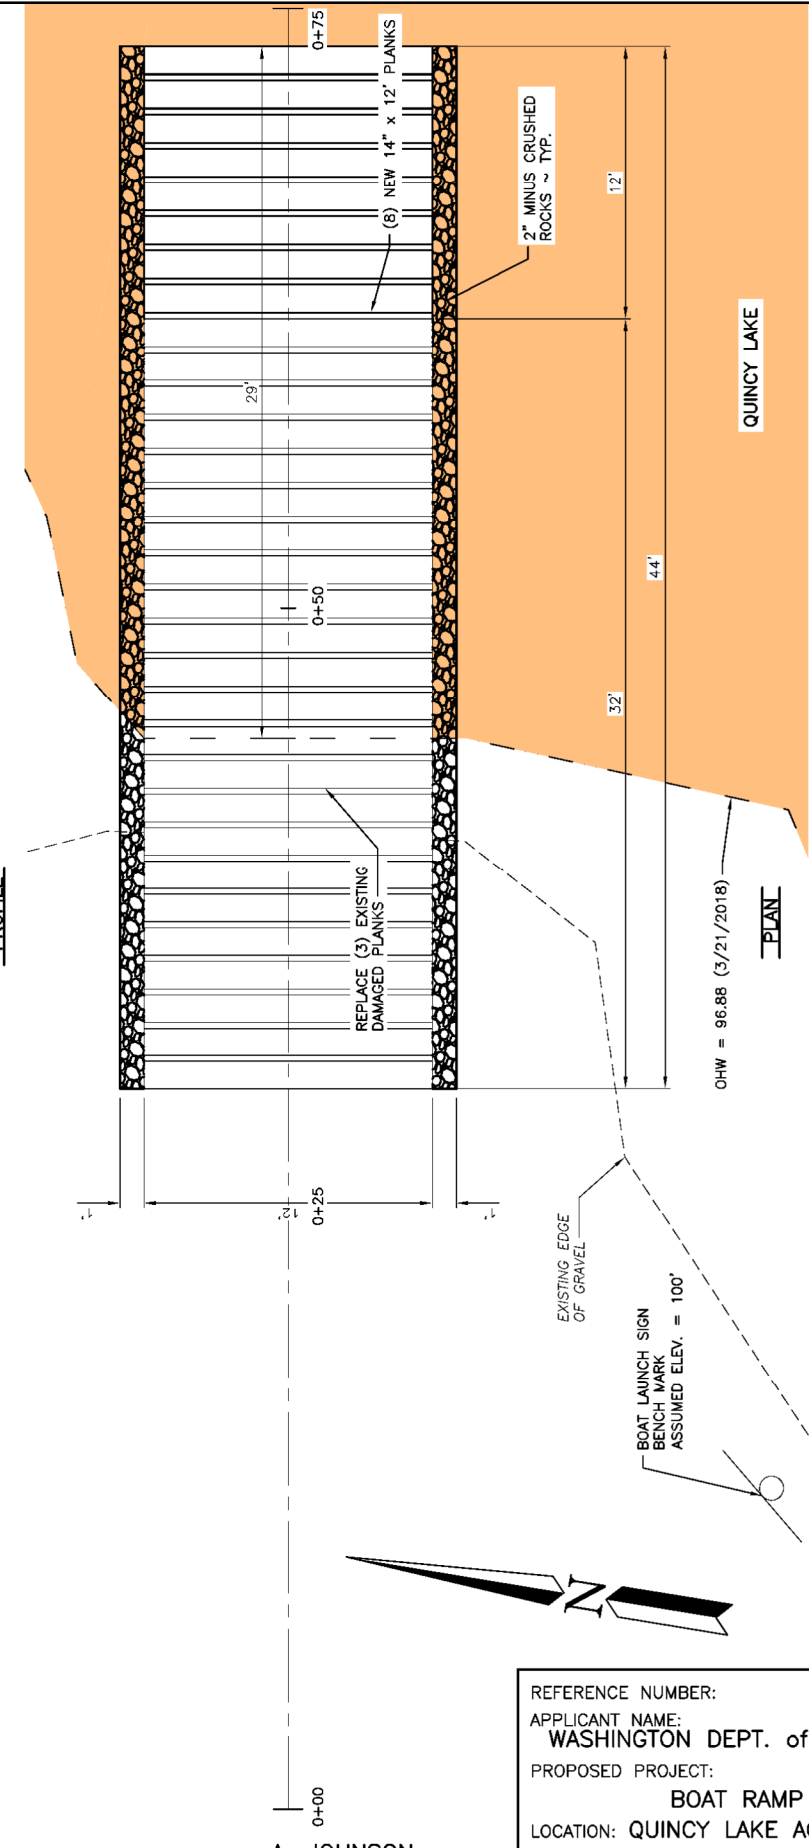 0+75
(8) NEW 14" x 12' PLANKS
2" MINUS CRUSHED
ROCKS ~ TYP.
12'
29'
QUINCY LAKE
44'
0+50
32'
REPLACE (3) EXISTING
DAMAGED PLANKS
OHW = 96.88 (3/21/2018)
PLAN
1'
12'
1'
0+25
EXISTING EDGE
OF GRAVEL
BOAT LAUNCH SIGN
BENCH MARK
ASSUMED ELEV. = 100'
N
0+00
REFERENCE NUMBER:
APPLICANT NAME:
WASHINGTON DEPT. of
PROPOSED PROJECT:
BOAT RAMP
LOCATION: QUINCY LAKE
JOHNSON